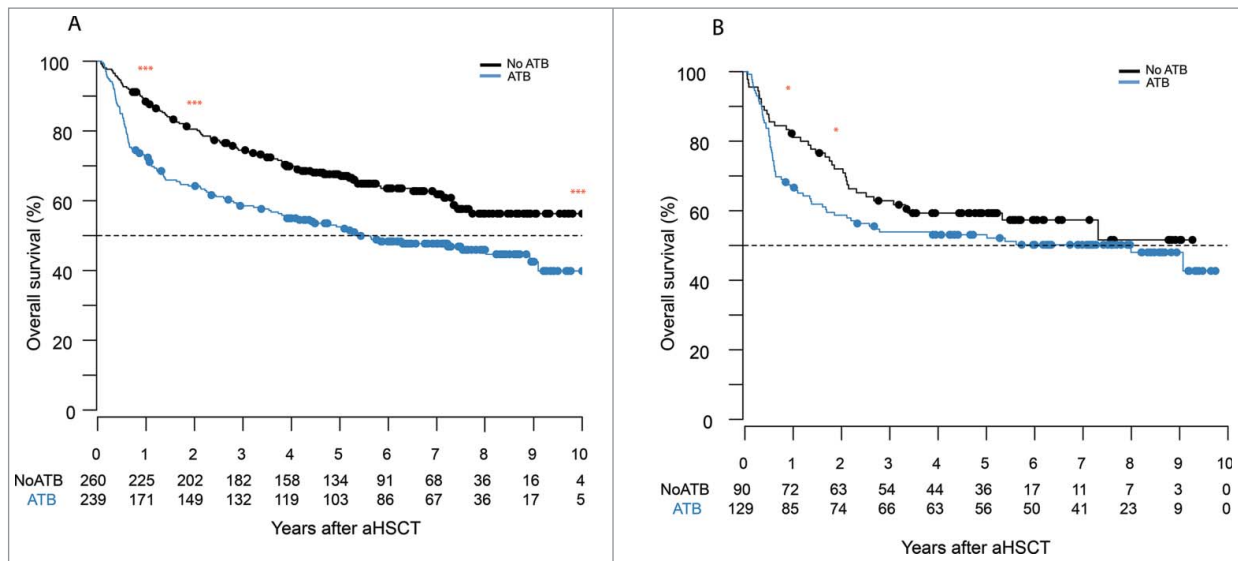 A
No ATB
ATB
***
***
***
Overall survival (%)
100
80
60
40
20
0
0 1 2 3 4 5 6 7 8 9 10
NoATB 260 225 202 182 158 134 91 68 36 16 4
ATB 239 171 149 132 119 103 86 67 36 17 5
Years after aHSCT
B
No ATB
ATB
*
*
Overall survival (%)
100
80
60
40
20
0
0 1 2 3 4 5 6 7 8 9 10
NoATB 90 72 63 54 44 36 17 11 7 3 0
ATB 129 85 74 66 63 56 50 41 23 9 0
Years after aHSCT